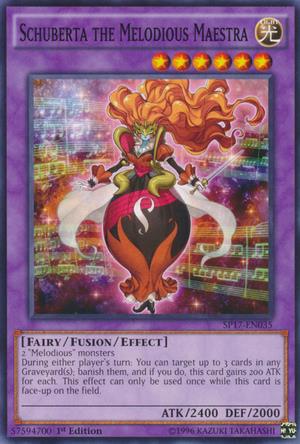 SCHUBERTA THE MELODIOUS MAESTRA
光
SP17-EN035
[FAIRY/FUSION/EFFECT]
2 "Melodious" monsters
During either player's turn: You can target up to 3 cards in any
Graveyard(s); banish them, and if you do, this card gains 200 ATK
for each. This effect can only be used once while this card is
face-up on the field.
ATK/2400 DEF/2000
57594700 1st Edition ©1996 KAZUKI TAKAHASHI